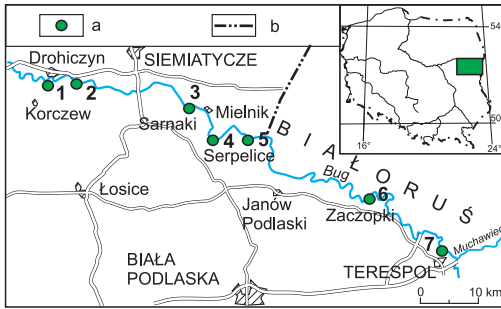 a
b
54°
50°
16°
24°
Drohiczyn
SIEMIATYCZE
1
2
3
Korczew
Mielnik
Sarnaki
4
5
Serpelice
BIAŁORUŚ
Bug
Łosice
Janów
Podlaski
6
Zaczopki
7
Muchawiec
BIAŁA
PODLASKA
TERESPOL
0
10 km